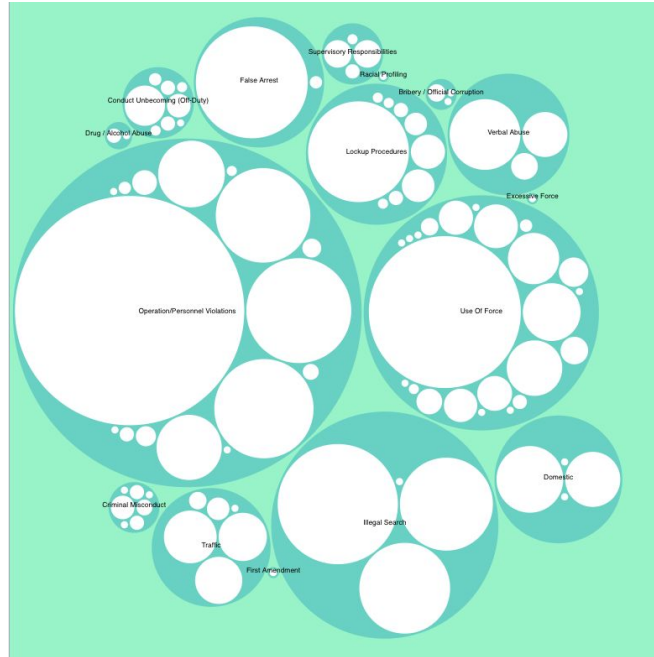 Supervisory Responsibilities
Racial Profiling
False Arrest
Conduct Unbecoming (Off-Duty)
Bribery / Official Corruption
Drug / Alcohol Abuse
Verbal Abuse
Lockup Procedures
Excessive Force
Operation/Personnel Violations
Use Of Force
Domestic
Criminal Misconduct
Illegal Search
Traffic
First Amendment